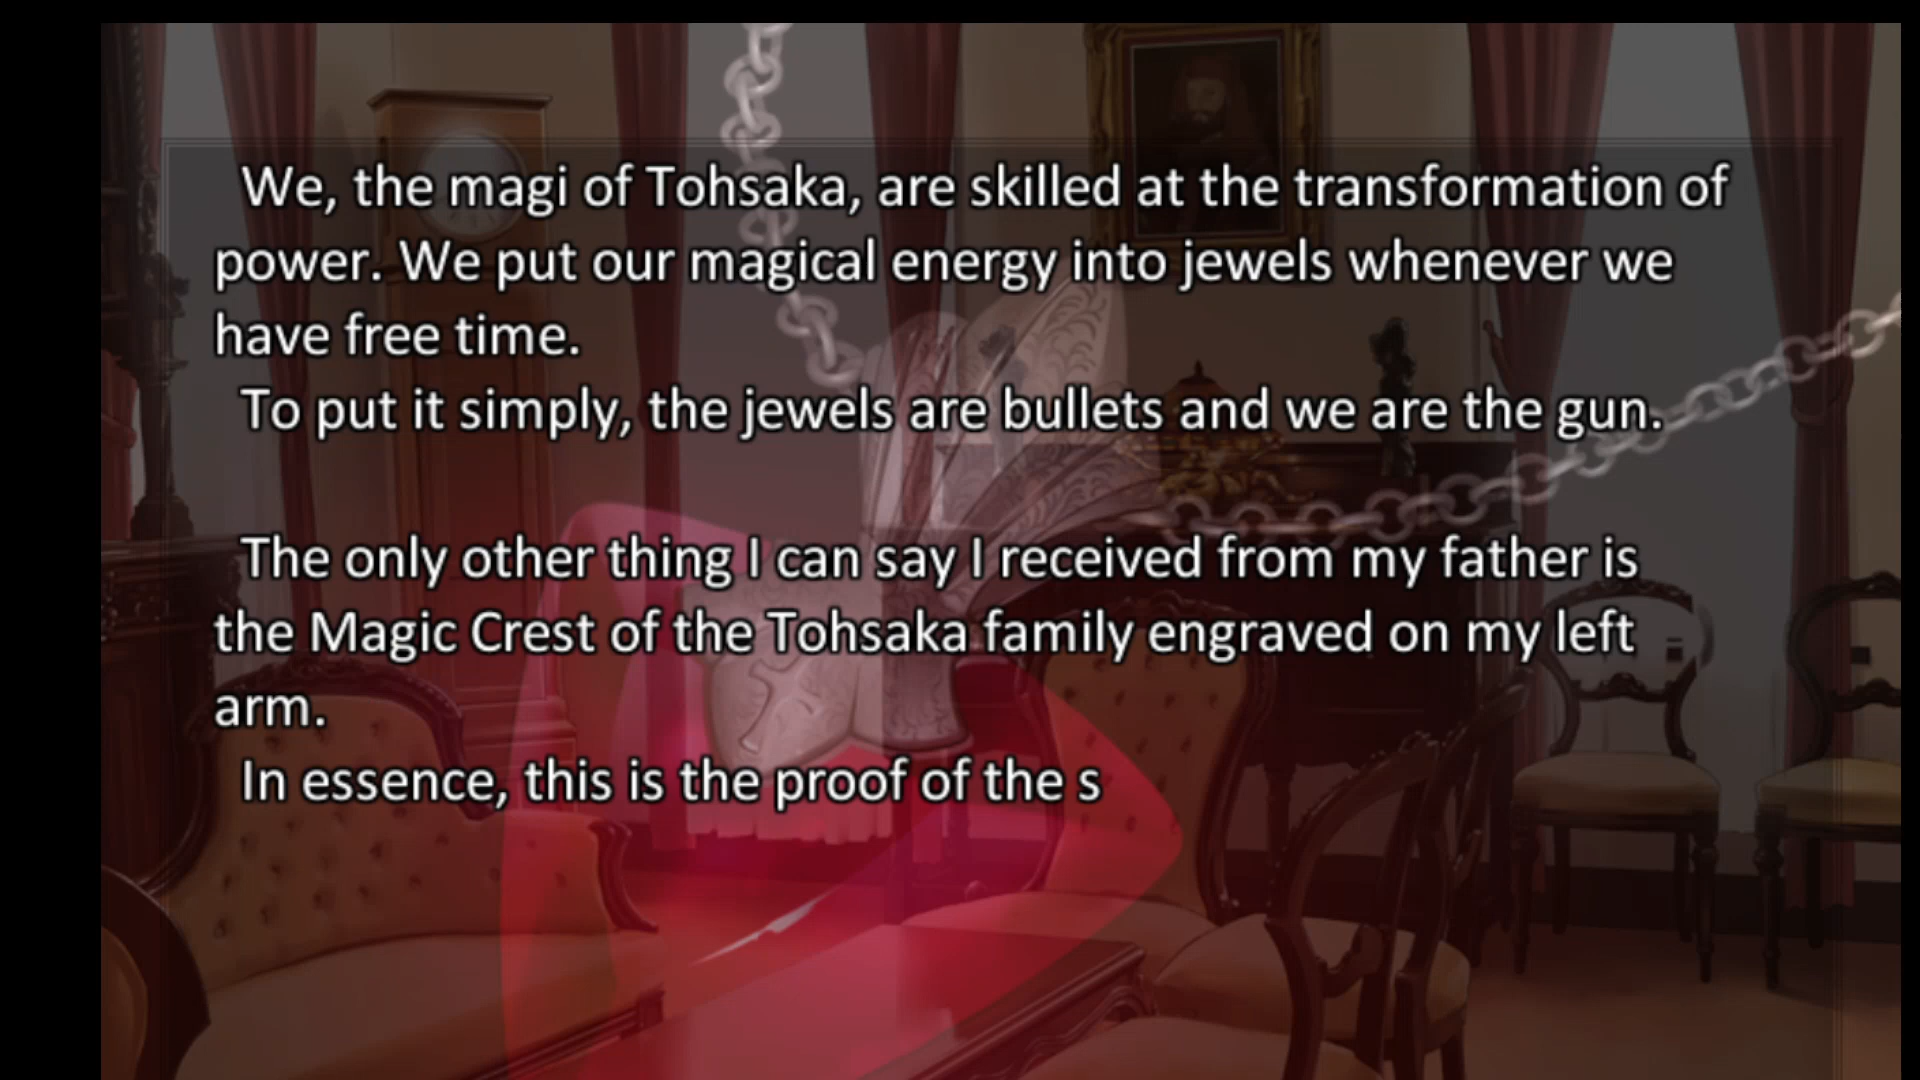 We, the magi of Tohsaka, are skilled at the transformation of
power. We put our magical energy into jewels whenever we
have free time.
To put it simply, the jewels are bullets and we are the gun.
The only other thing I can say I received from my father is
the Magic Crest of the Tohsaka family engraved on my left
arm.
In essence, this is the proof of the s